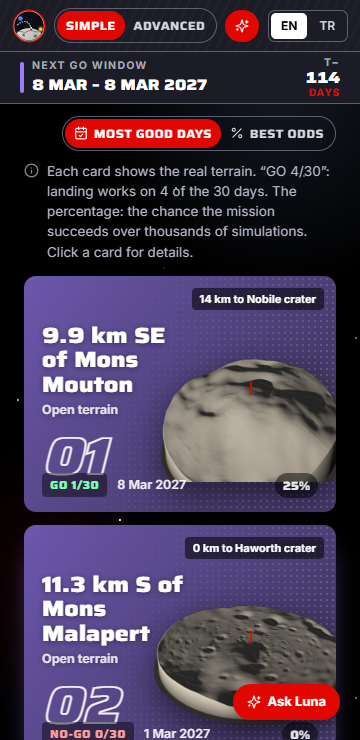 SIMPLE ADVANCED EN TR
NEXT GO WINDOW
8 MAR – 8 MAR 2027
T−
114
DAYS
MOST GOOD DAYS % BEST ODDS
Each card shows the real terrain. “GO 4/30”:
landing works on 4 of the 30 days. The
percentage: the chance the mission
succeeds over thousands of simulations.
Click a card for details.
14 km to Nobile crater
9.9 km SE
of Mons
Mouton
Open terrain
01
GO 1/30 8 Mar 2027 25%
0 km to Haworth crater
11.3 km S of
Mons
Malapert
Open terrain
02
Ask Luna
NO-GO 0/30 1 Mar 2027 0%